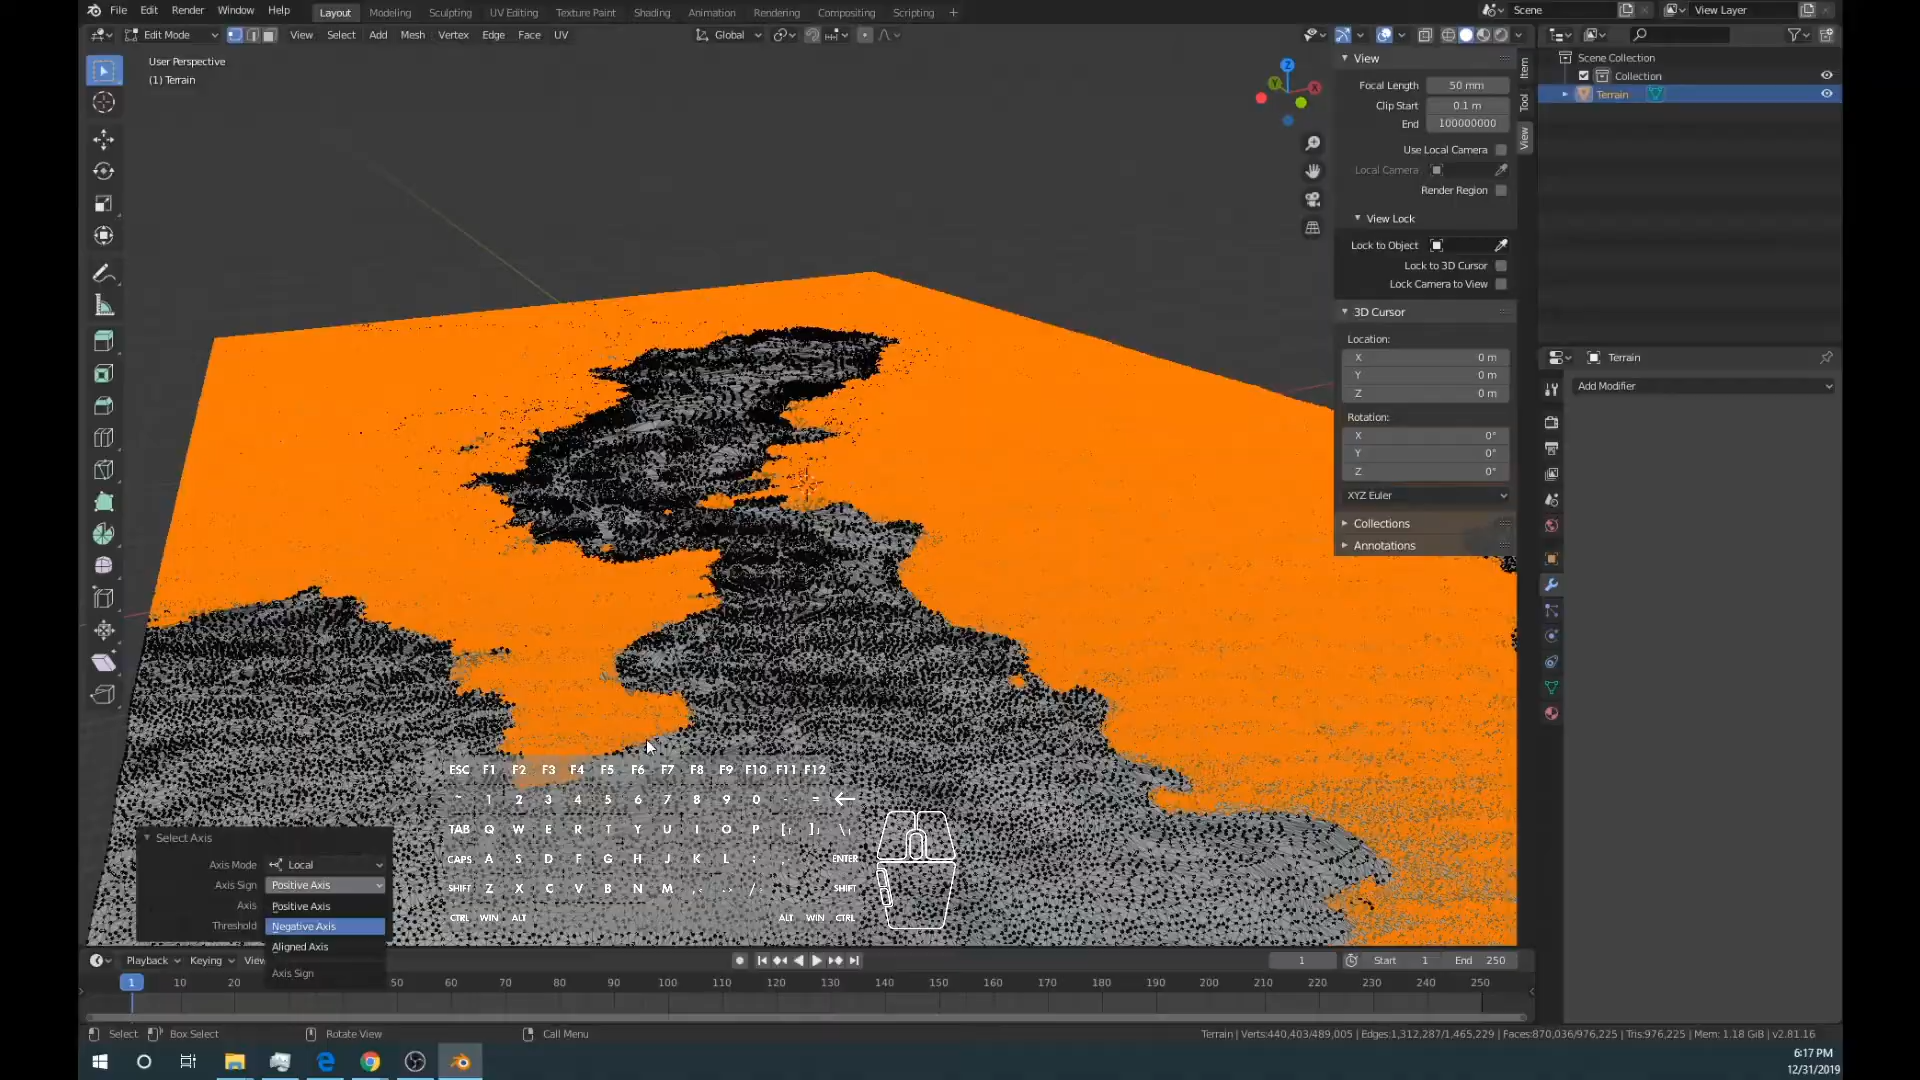 File Edit Render Window Help Layout Modeling Sculpting UV Editing Texture Paint Shading Animation Rendering Compositing Scripting + Scene View Layer
Edit Mode View Select Add Mesh Vertex Edge Face UV Global
User Perspective
(1) Terrain
View
Focal Length 50 mm
Clip Start 0.1 m
End 100000000
Use Local Camera
Local Camera
Render Region
View Lock
Lock to Object
Lock to 3D Cursor
Lock Camera to View
3D Cursor
Location:
X 0 m
Y 0 m
Z 0 m
Rotation:
X 0°
Y 0°
Z 0°
XYZ Euler
Collections
Annotations
Item
Tool
View
Z
Y
X
Scene Collection
Collection
Terrain
Terrain
Add Modifier
ESC F1 F2 F3 F4 F5 F6 F7 F8 F9 F10 F11 F12
~ 1 2 3 4 5 6 7 8 9 0 - = ←
TAB Q W E R T Y U I O P [ ] \
CAPS A S D F G H J K L : ENTER
SHIFT Z X C V B N M , . / SHIFT
CTRL WIN ALT ALT WIN CTRL
Select Axis
Axis Mode Local
Axis Sign Positive Axis
Axis Positive Axis
Threshold Negative Axis
Aligned Axis
Axis Sign
Playback Keying View 1 Start 1 End 250
1 10 20 50 60 70 80 90 100 110 120 130 140 150 160 170 180 190 200 210 220 230 240 250
Select Box Select Rotate View Call Menu Terrain | Verts:440,403/489,005 | Edges:1,312,287/1,465,229 | Faces:870,036/976,225 | Tris:976,225 | Mem: 1.18 GiB | v2.81.16
6:17 PM
12/31/2019